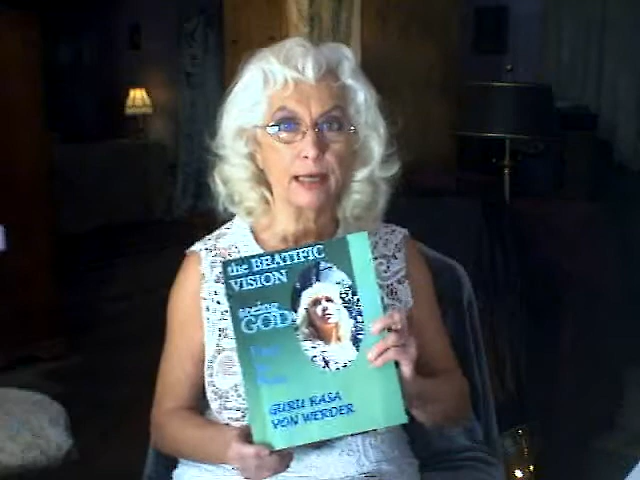 the BEATIFIC
VISION
seeing
GOD
GURU RASA
VON WERDER